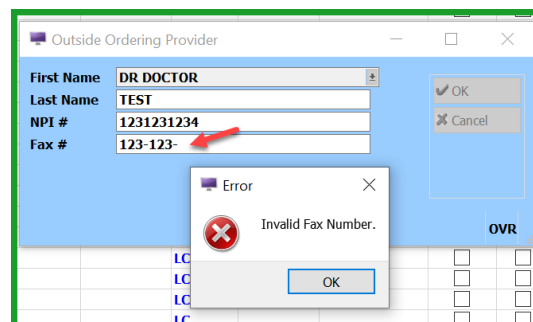 Outside Ordering Provider
First Name DR DOCTOR
Last Name TEST
NPI # 1231231234
Fax # 123-123-
OK
Cancel
Error
Invalid Fax Number.
OK
OVR
LC
LC
LC
LC